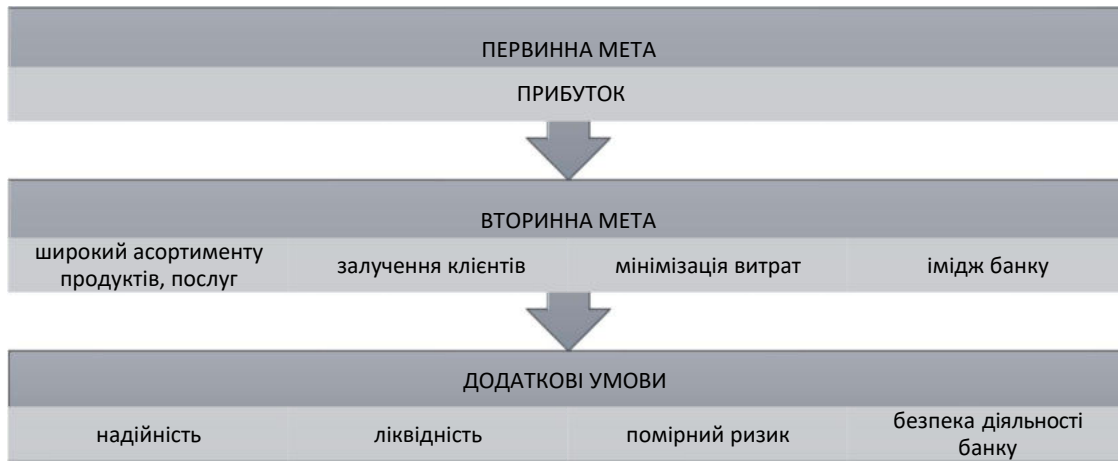 ПЕРВИННА МЕТА
ПРИБУТОК
ВТОРИННА МЕТА
широкий асортименту
продуктів, послуг
залучення клієнтів
мінімізація витрат
імідж банку
ДОДАТКОВІ УМОВИ
надійність
ліквідність
помірний ризик
безпека діяльності
банку